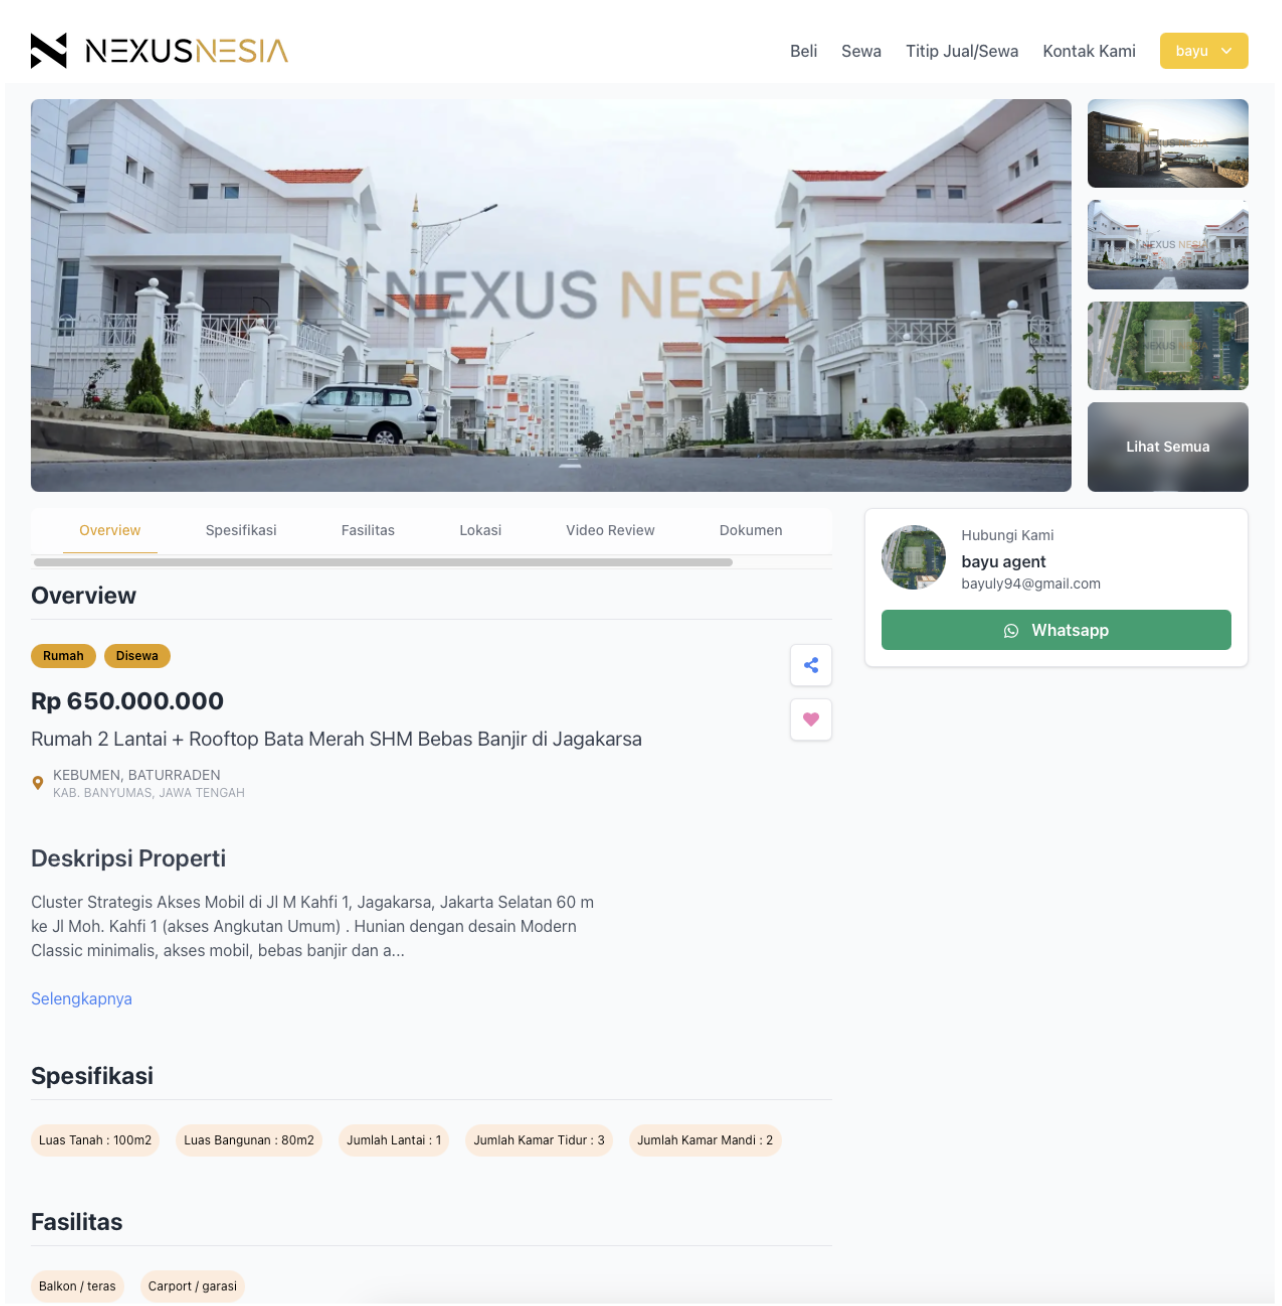 NEXUSNESIA
Beli Sewa Titip Jual/Sewa Kontak Kami bayu
NEXUS NESIA
NEXUS NESIA
NEXUS NESIA
Lihat Semua
Overview Spesifikasi Fasilitas Lokasi Video Review Dokumen
Hubungi Kami
bayu agent
bayuly94@gmail.com
Whatsapp
Overview
Rumah Disewa
Rp 650.000.000
Rumah 2 Lantai + Rooftop Bata Merah SHM Bebas Banjir di Jagakarsa
KEBUMEN, BATURRADEN
KAB. BANYUMAS, JAWA TENGAH
Deskripsi Properti
Cluster Strategis Akses Mobil di Jl M Kahfi 1, Jagakarsa, Jakarta Selatan 60 m
ke Jl Moh. Kahfi 1 (akses Angkutan Umum) . Hunian dengan desain Modern
Classic minimalis, akses mobil, bebas banjir dan a...
Selengkapnya
Spesifikasi
Luas Tanah : 100m2 Luas Bangunan : 80m2 Jumlah Lantai : 1 Jumlah Kamar Tidur : 3 Jumlah Kamar Mandi : 2
Fasilitas
Balkon / teras Carport / garasi